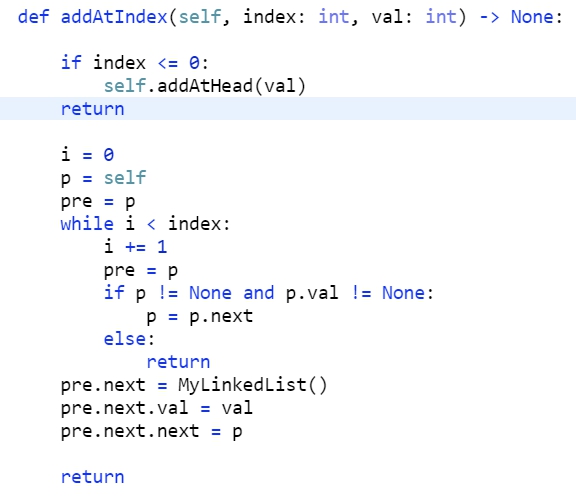 def addAtIndex(self, index: int, val: int) -> None:
if index <= 0:
self.addAtHead(val)
return
i = 0
p = self
pre = p
while i < index:
i += 1
pre = p
if p != None and p.val != None:
p = p.next
else:
return
pre.next = MyLinkedList()
pre.next.val = val
pre.next.next = p
return